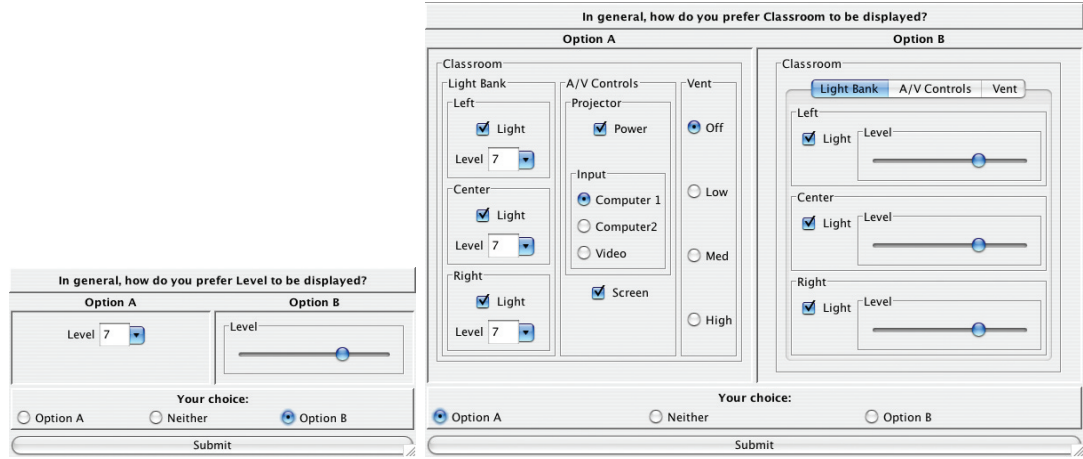 In general, how do you prefer Level to be displayed?
Option A Option B
Level 7
Level
Your choice:
Option A Neither Option B
Submit
In general, how do you prefer Classroom to be displayed?
Option A Option B
Classroom
Light Bank
Left
Light
Level 7
Center
Light
Level 7
Right
Light
Level 7
A/V Controls
Projector
Power
Input
Computer 1
Computer2
Video
Screen
Vent
Off
Low
Med
High
Classroom
Light Bank A/V Controls Vent
Left
Light Level
Center
Light Level
Right
Light Level
Your choice:
Option A Neither Option B
Submit